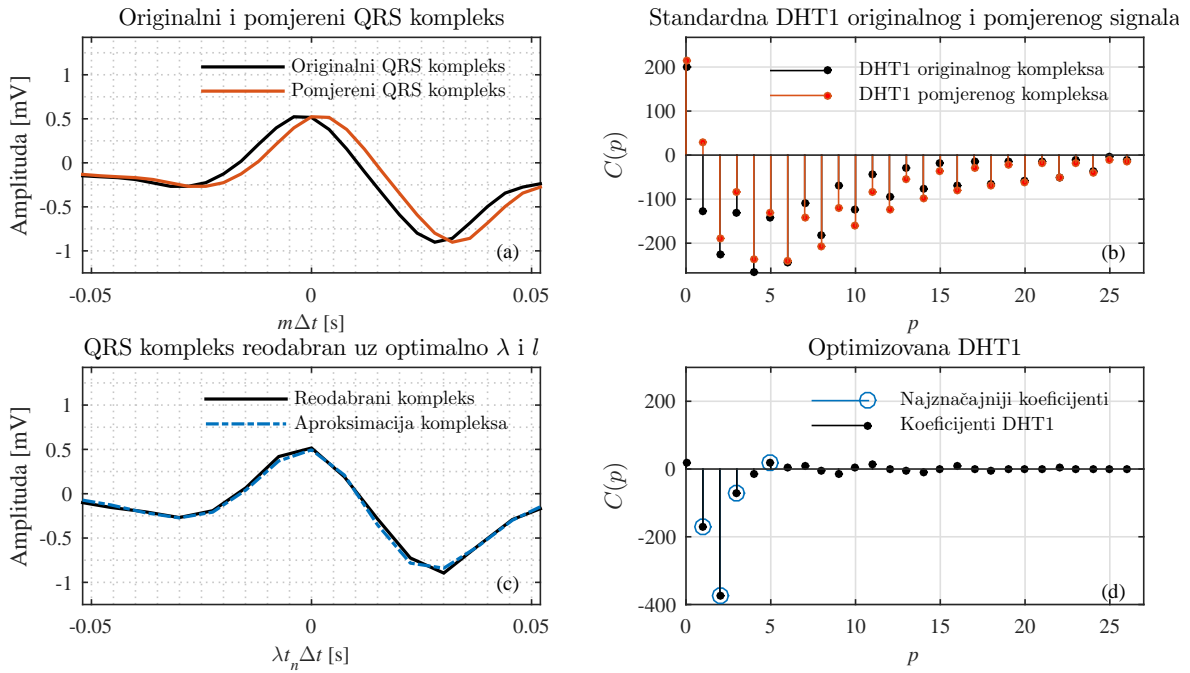 Originalni i pomjereni QRS kompleks
1
0.5
0
-0.5
-1
Amplituda [mV]
Originalni QRS kompleks
Pomjereni QRS kompleks
(a)
-0.05 0 0.05
mΔt [s]
Standardna DHT1 originalnog i pomjerenog signala
200
100
0
-100
-200
C(p)
DHT1 originalnog kompleksa
DHT1 pomjerenog kompleksa
(b)
0 5 10 15 20 25
p
QRS kompleks reodabran uz optimalno λ i l
1
0.5
0
-0.5
-1
Amplituda [mV]
Reodabrani kompleks
Aproksimacija kompleksa
(c)
-0.05 0 0.05
λtₙΔt [s]
Optimizovana DHT1
200
0
-200
-400
C(p)
Najznačajniji koeficijenti
Koeficijenti DHT1
(d)
0 5 10 15 20 25
p